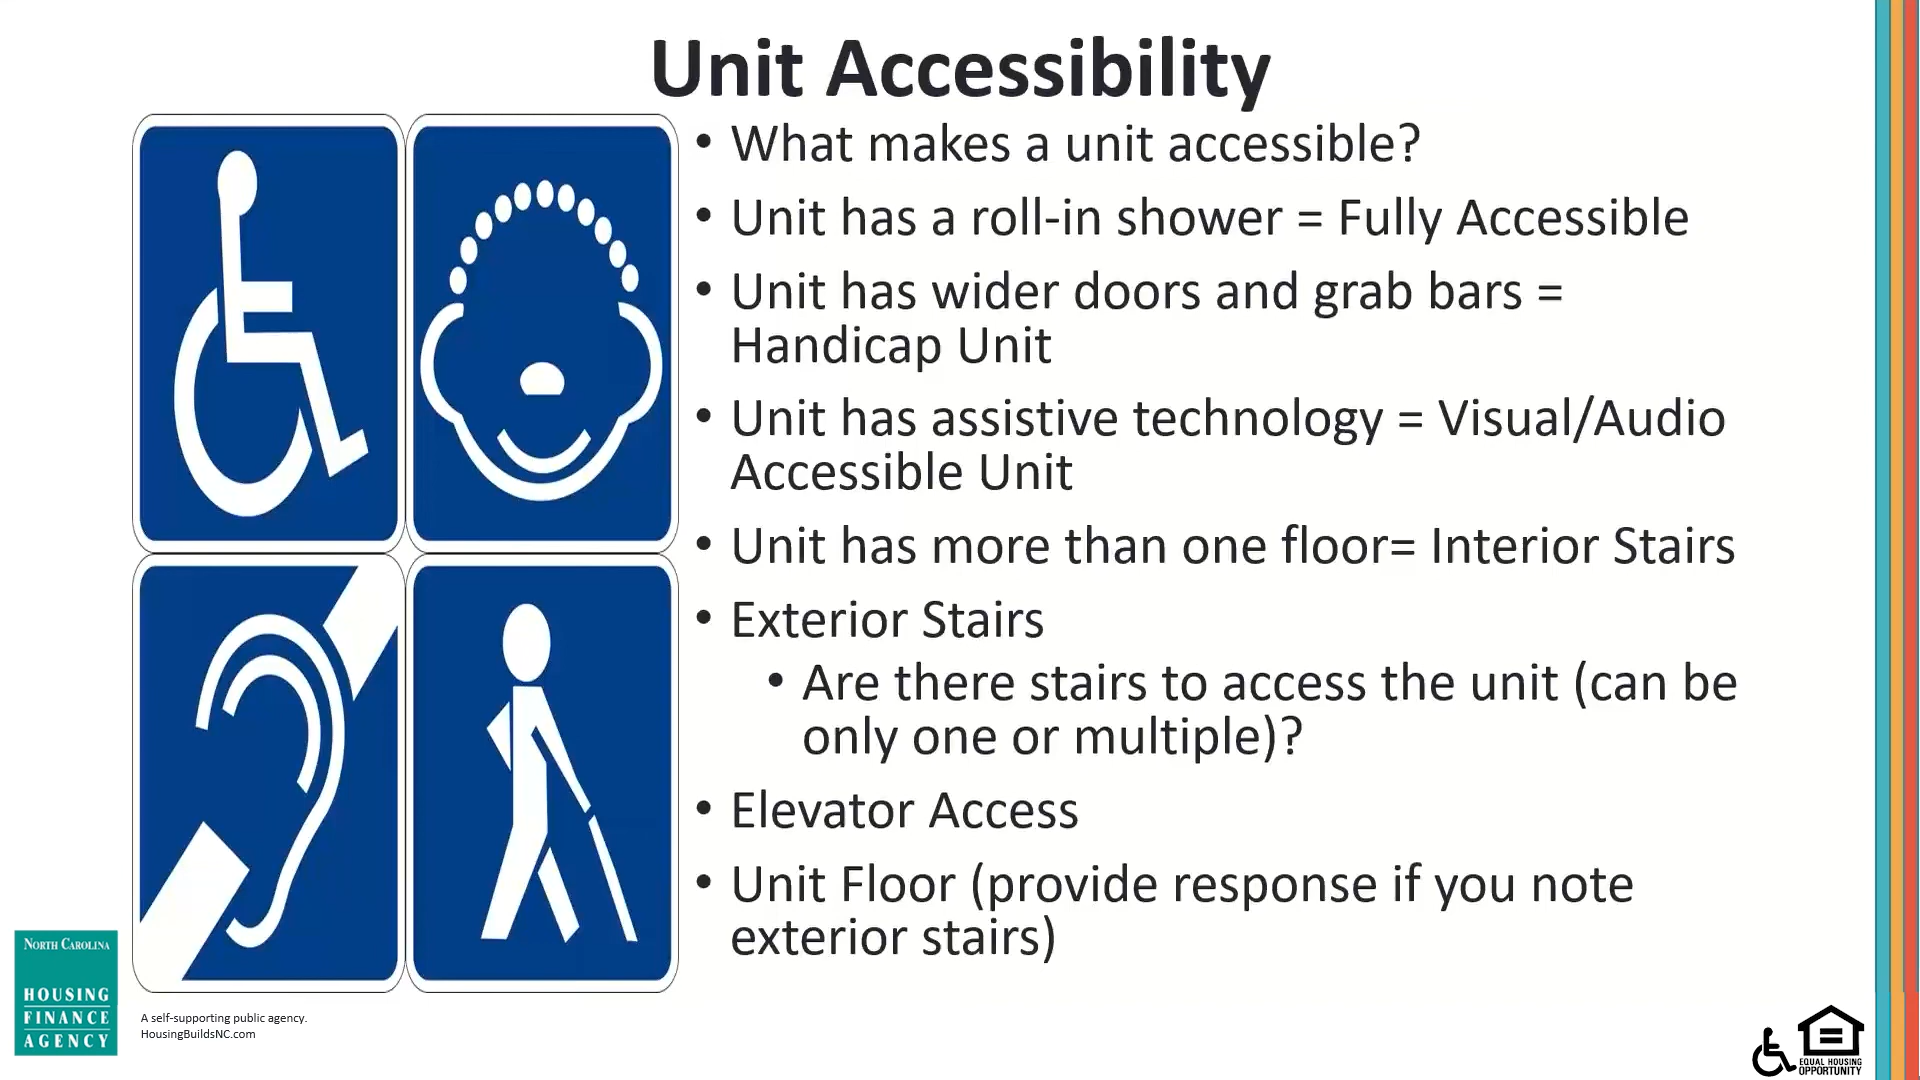 Unit Accessibility
• What makes a unit accessible?
• Unit has a roll-in shower = Fully Accessible
• Unit has wider doors and grab bars =
Handicap Unit
• Unit has assistive technology = Visual/Audio
Accessible Unit
• Unit has more than one floor= Interior Stairs
• Exterior Stairs
• Are there stairs to access the unit (can be
only one or multiple)?
• Elevator Access
• Unit Floor (provide response if you note
exterior stairs)
NORTH CAROLINA
HOUSING
FINANCE
AGENCY
A self-supporting public agency.
HousingBuildsNC.com
EQUAL HOUSING
OPPORTUNITY